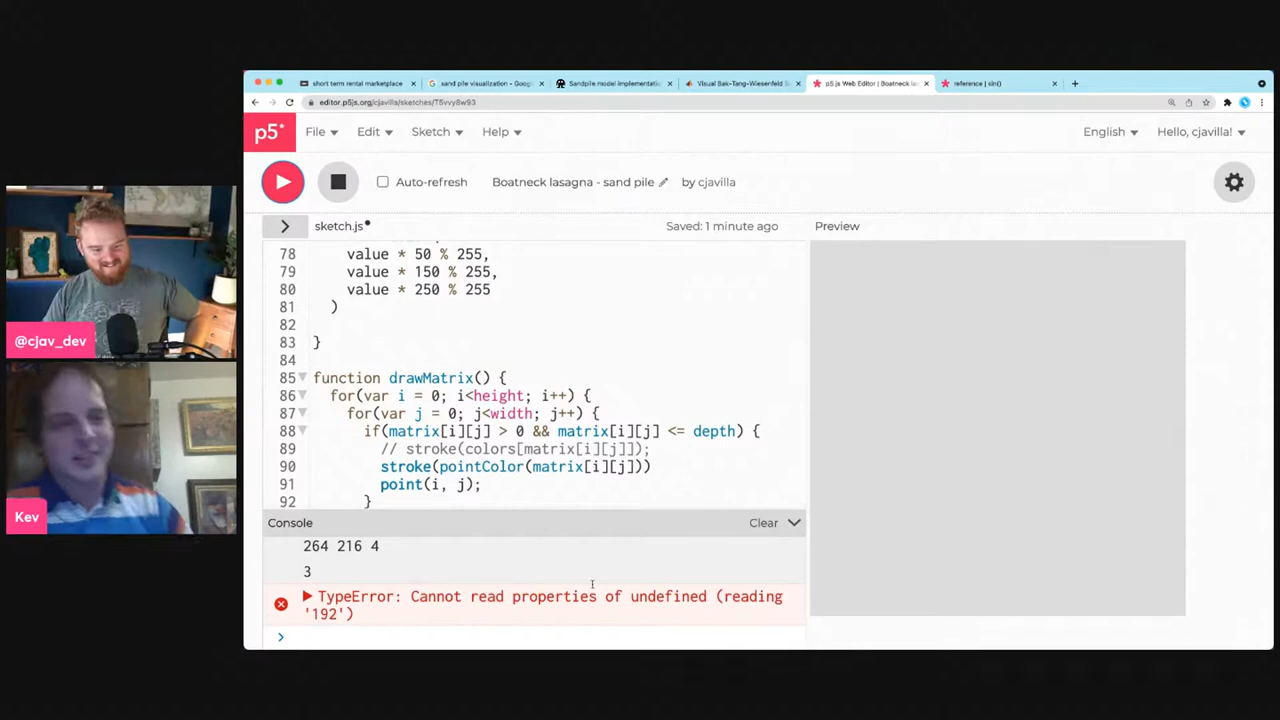 short term rental marketplace
sand pile visualization - Goog
Sandpile model implementatio
Visual Bak-Tang-Wiesenfeld S
p5.js Web Editor | Boatneck la
reference | sin()
editor.p5js.org/cjavilla/sketches/T5vvy8w93
p5* File Edit Sketch Help English Hello, cjavilla!
Auto-refresh Boatneck lasagna - sand pile by cjavilla
sketch.js Saved: 1 minute ago Preview
78 value * 50 % 255,
79 value * 150 % 255,
80 value * 250 % 255
81 )
82
83 }
84
85 function drawMatrix() {
86 for(var i = 0; i<height; i++) {
87 for(var j = 0; j<width; j++) {
88 if(matrix[i][j] > 0 && matrix[i][j] <= depth) {
89 // stroke(colors[matrix[i][j]]);
90 stroke(pointColor(matrix[i][j]))
91 point(i, j);
92 }
Console Clear
264 216 4
3
TypeError: Cannot read properties of undefined (reading
'192')
>
@cjav_dev
Kev